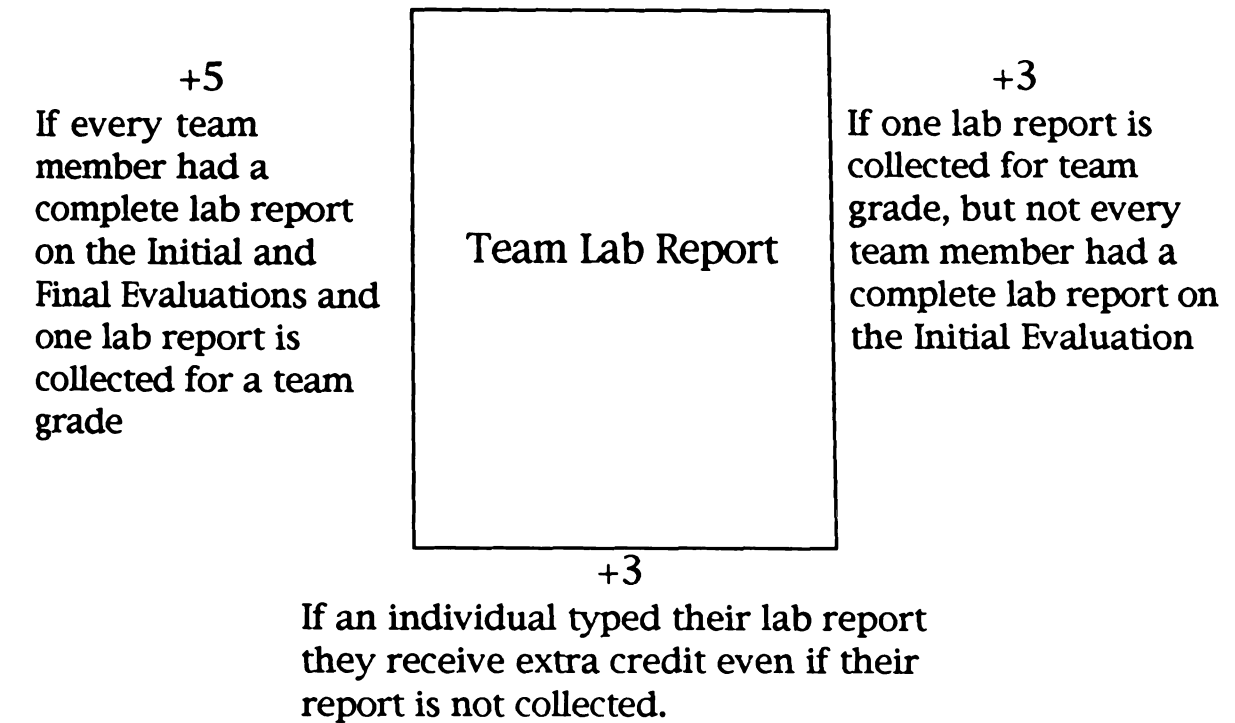 +5
If every team
member had a
complete lab report
on the Initial and
Final Evaluations and
one lab report is
collected for a team
grade
Team Lab Report
+3
If one lab report is
collected for team
grade, but not every
team member had a
complete lab report on
the Initial Evaluation
+3
If an individual typed their lab report
they receive extra credit even if their
report is not collected.